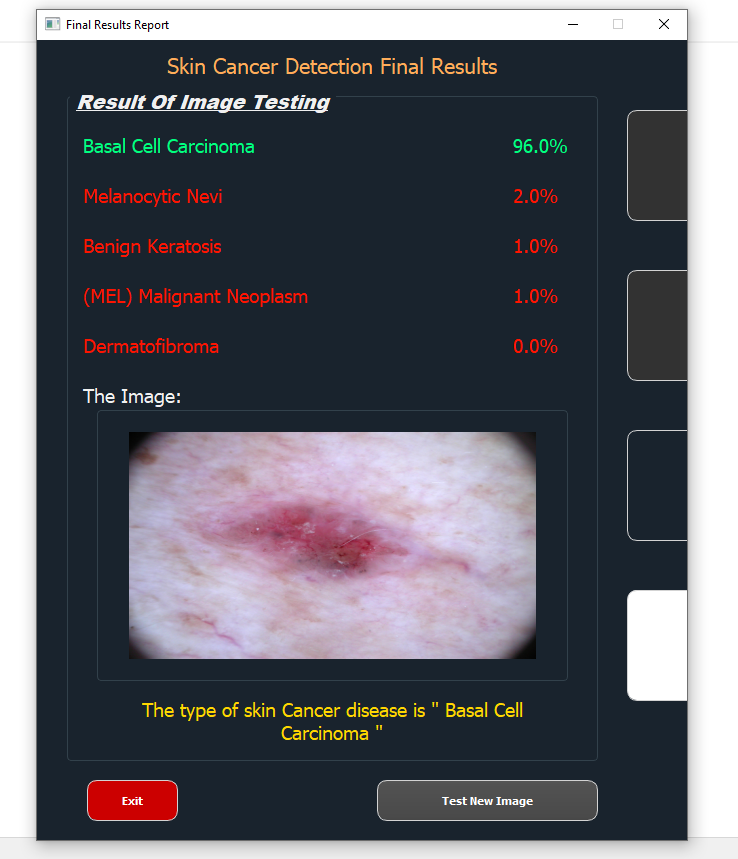 Final Results Report
Skin Cancer Detection Final Results
Result Of Image Testing
Basal Cell Carcinoma 96.0%
Melanocytic Nevi 2.0%
Benign Keratosis 1.0%
(MEL) Malignant Neoplasm 1.0%
Dermatofibroma 0.0%
The Image:
The type of skin Cancer disease is " Basal Cell
Carcinoma "
Exit Test New Image